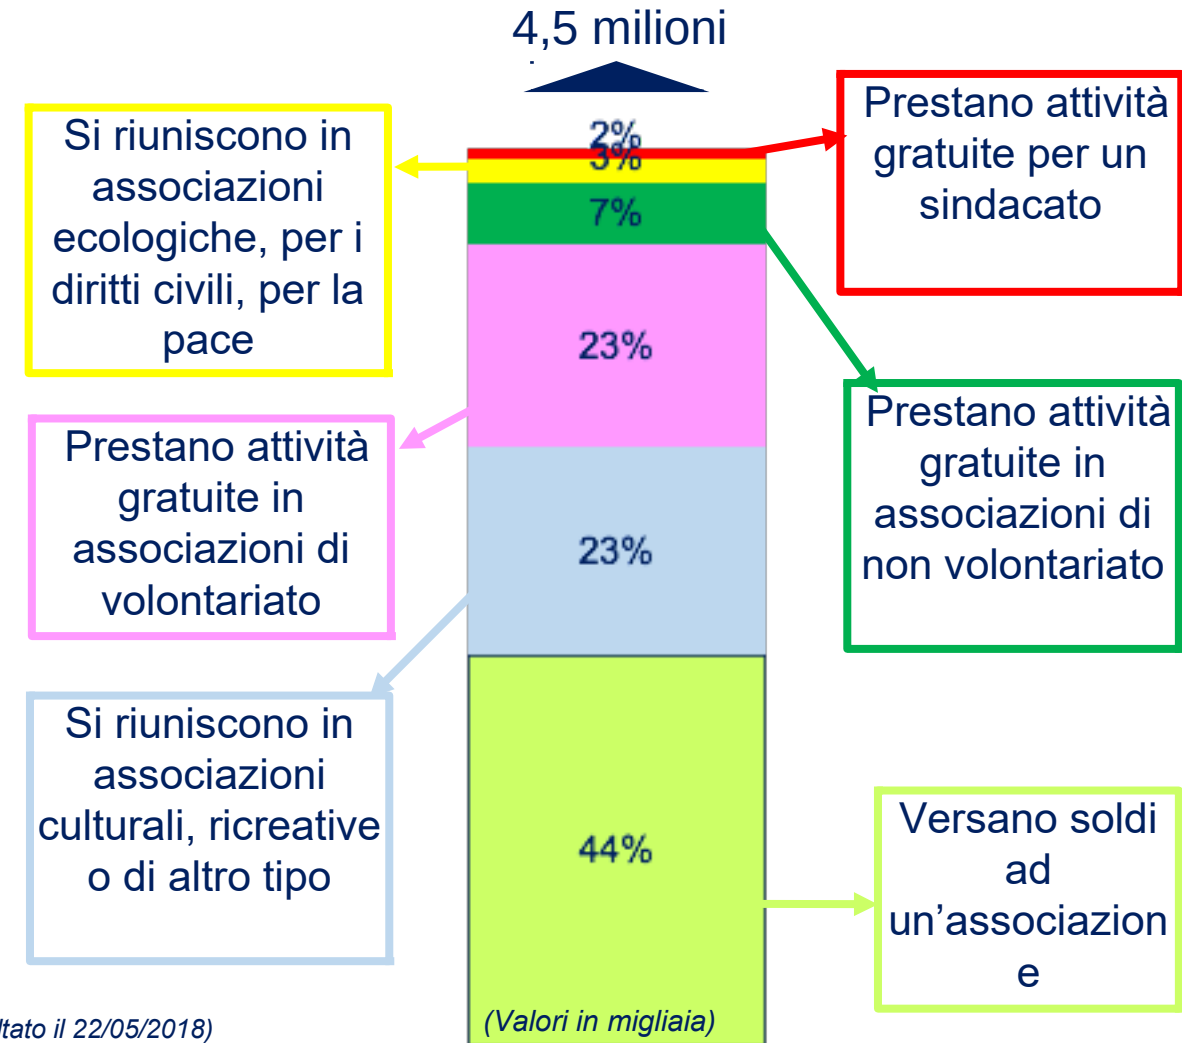 4,5 milioni
Si riuniscono in
associazioni
ecologiche, per i
diritti civili, per la
pace
Prestano attività
gratuite in
associazioni di
volontariato
Si riuniscono in
associazioni
culturali, ricreative
o di altro tipo
2%
3%
7%
23%
23%
44%
(Valori in migliaia)
Prestano attività
gratuite per un
sindacato
Prestano attività
gratuite in
associazioni di
non volontariato
Versano soldi
ad
un’associazion
e
ltato il 22/05/2018)